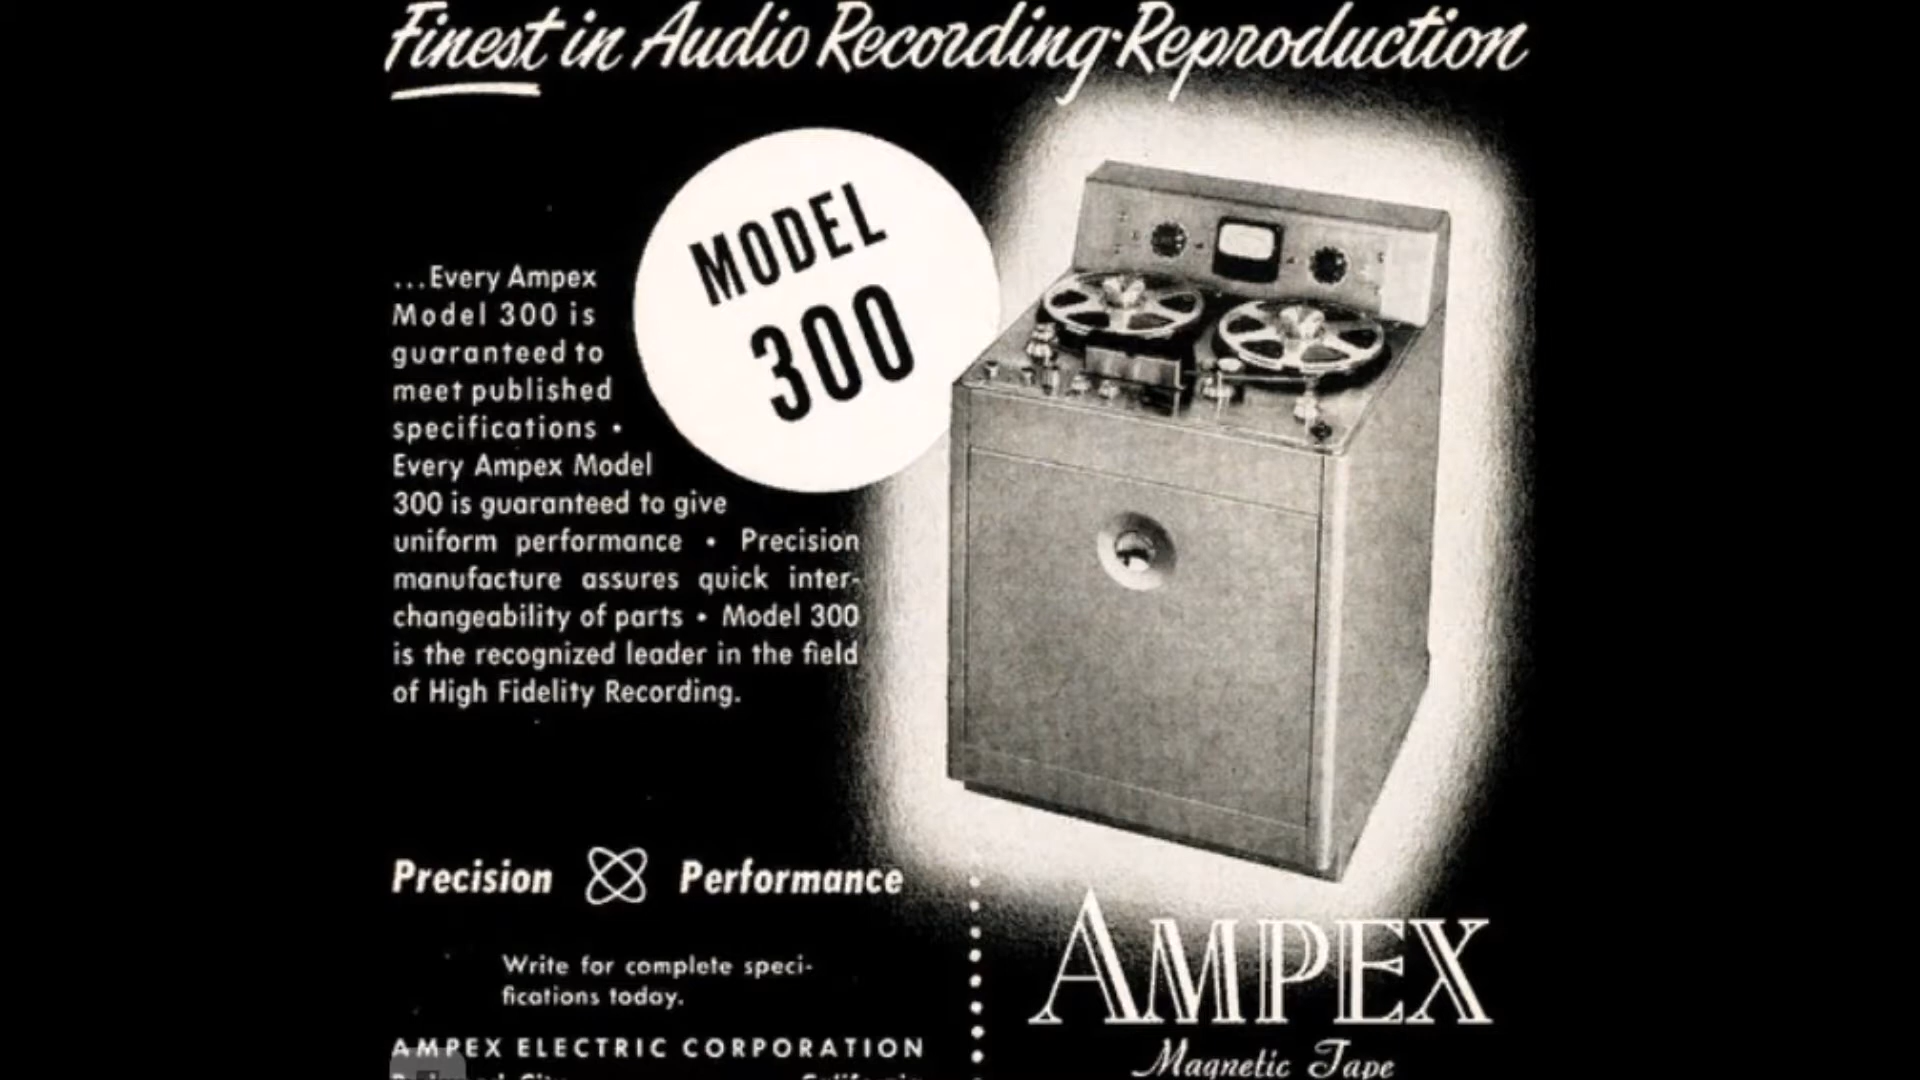 Finest in Audio Recording·Reproduction
MODEL
300
...Every Ampex
Model 300 is
guaranteed to
meet published
specifications •
Every Ampex Model
300 is guaranteed to give
uniform performance • Precision
manufacture assures quick inter-
changeability of parts • Model 300
is the recognized leader in the field
of High Fidelity Recording.
Precision Performance
Write for complete speci-
fications today.
AMPEX ELECTRIC CORPORATION
AMPEX
Magnetic Tape